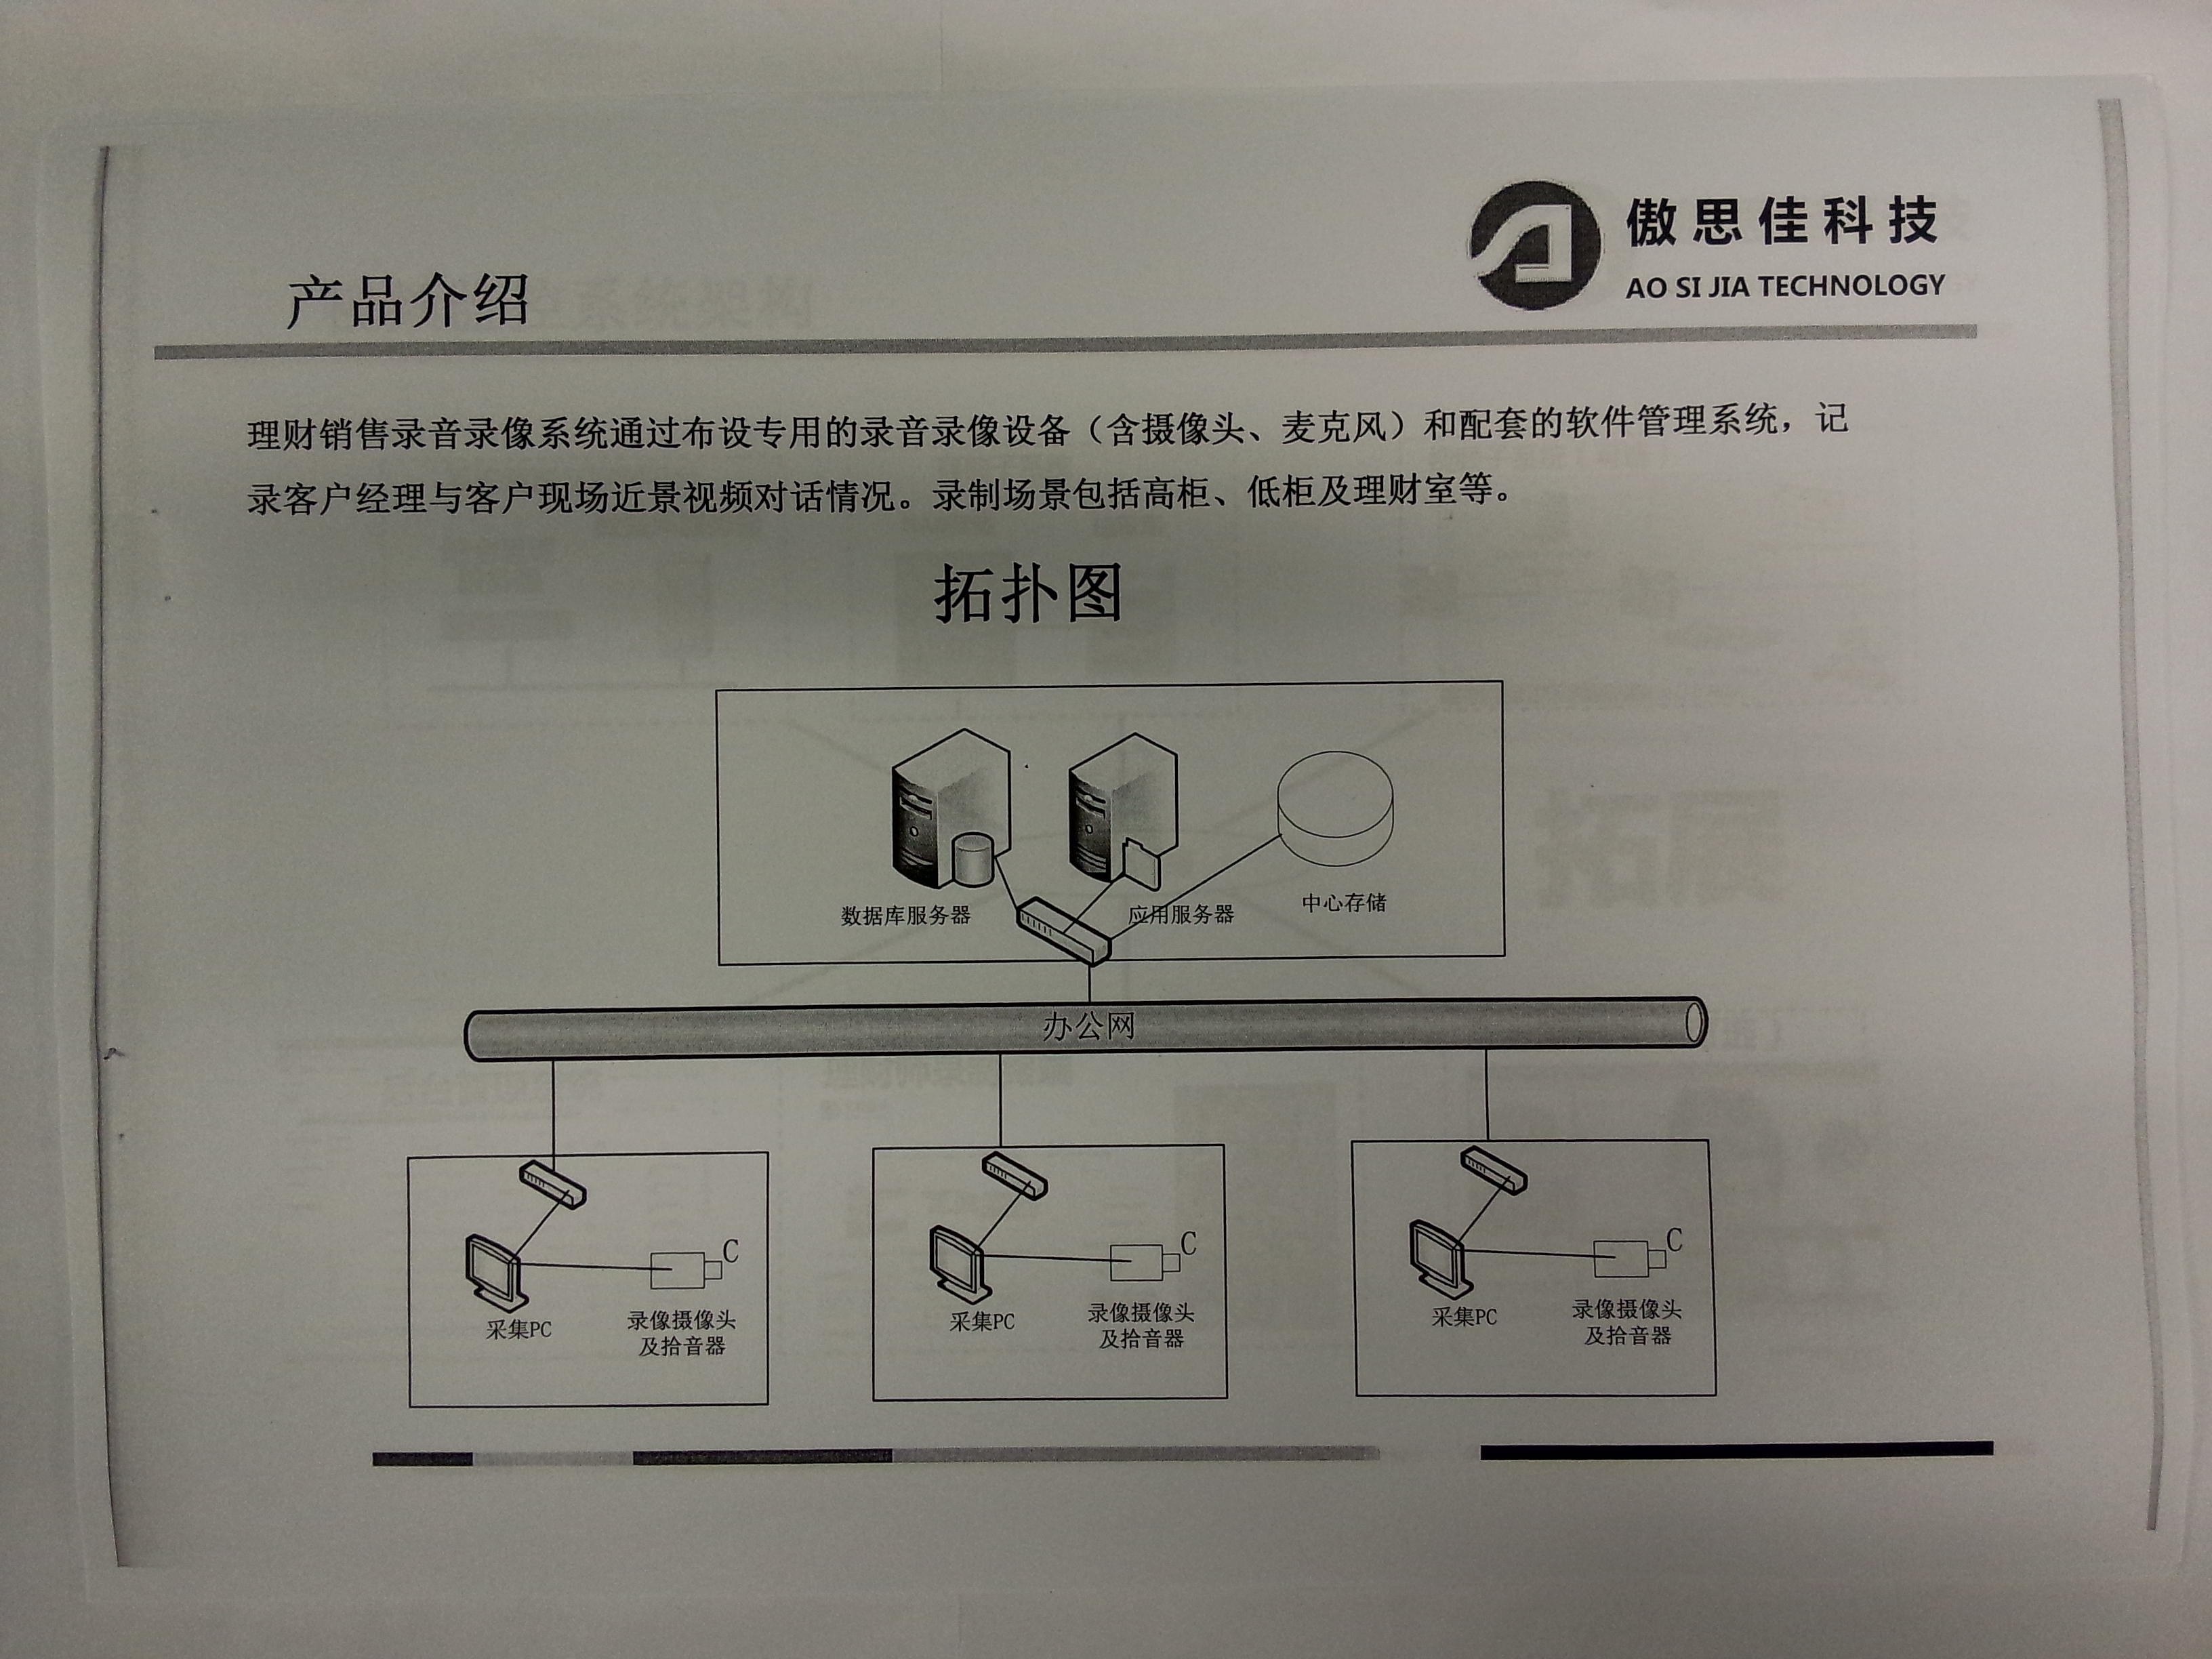 傲思佳科技
AO SI JIA TECHNOLOGY
产品介绍
理财销售录音录像系统通过布设专用的录音录像设备（含摄像头、麦克风）和配套的软件管理系统，记
录客户经理与客户现场近景视频对话情况。录制场景包括高柜、低柜及理财室等。
拓扑图
数据库服务器
应用服务器
中心存储
办公网
C
采集PC
录像摄像头
及拾音器
C
采集PC
录像摄像头
及拾音器
C
采集PC
录像摄像头
及拾音器